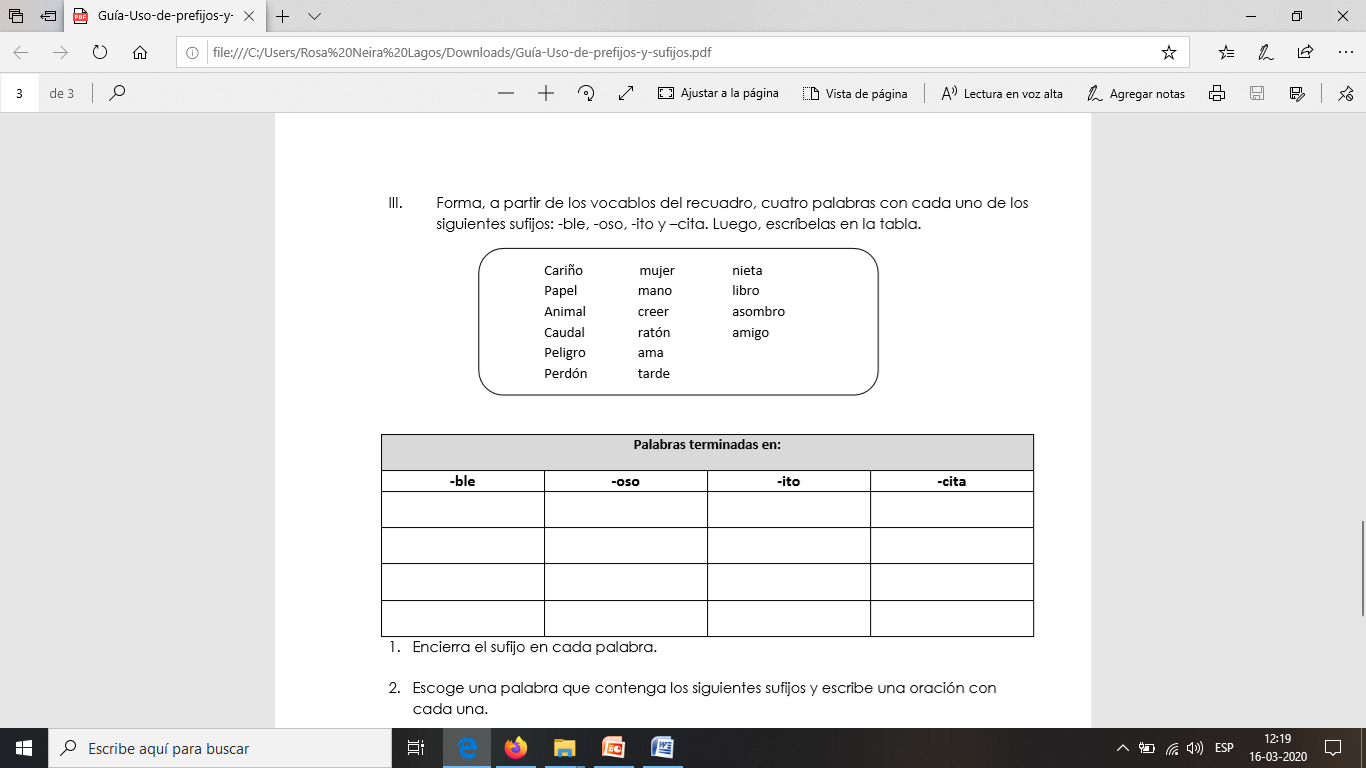 Guía-Uso-de-prefijos-y-
file:///C:/Users/Rosa%20Neira%20Lagos/Downloads/Guía-Uso-de-prefijos-y-sufijos.pdf
3 de 3
Ajustar a la página
Vista de página
Lectura en voz alta
Agregar notas
III. Forma, a partir de los vocablos del recuadro, cuatro palabras con cada uno de los
siguientes sufijos: -ble, -oso, -ito y –cita. Luego, escríbelas en la tabla.
Cariño mujer nieta
Papel mano libro
Animal creer asombro
Caudal ratón amigo
Peligro ama
Perdón tarde
Palabras terminadas en:
-ble -oso -ito -cita
1. Encierra el sufijo en cada palabra.
2. Escoge una palabra que contenga los siguientes sufijos y escribe una oración con
cada una.
Escribe aquí para buscar
ESP
12:19
16-03-2020